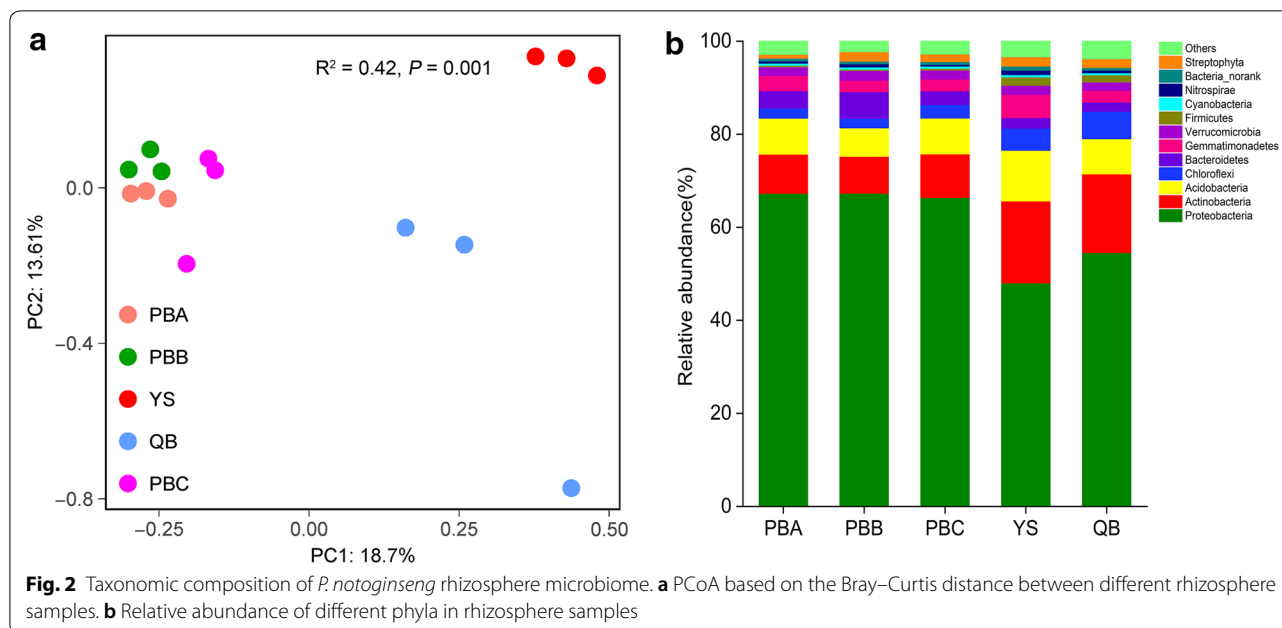 a
R² = 0.42, P = 0.001
0.0
−0.4
−0.8
PC2: 13.61%
PBA
PBB
YS
QB
PBC
−0.25
0.00
0.25
0.50
PC1: 18.7%
b
100
80
60
40
20
0
Relative abundance(%)
PBA
PBB
PBC
YS
QB
Others
Streptophyta
Bacteria_norank
Nitrospirae
Cyanobacteria
Firmicutes
Verrucomicrobia
Gemmatimonadetes
Bacteroidetes
Chloroflexi
Acidobacteria
Actinobacteria
Proteobacteria
Fig. 2 Taxonomic composition of P. notoginseng rhizosphere microbiome. a PCoA based on the Bray–Curtis distance between different rhizosphere
samples. b Relative abundance of different phyla in rhizosphere samples